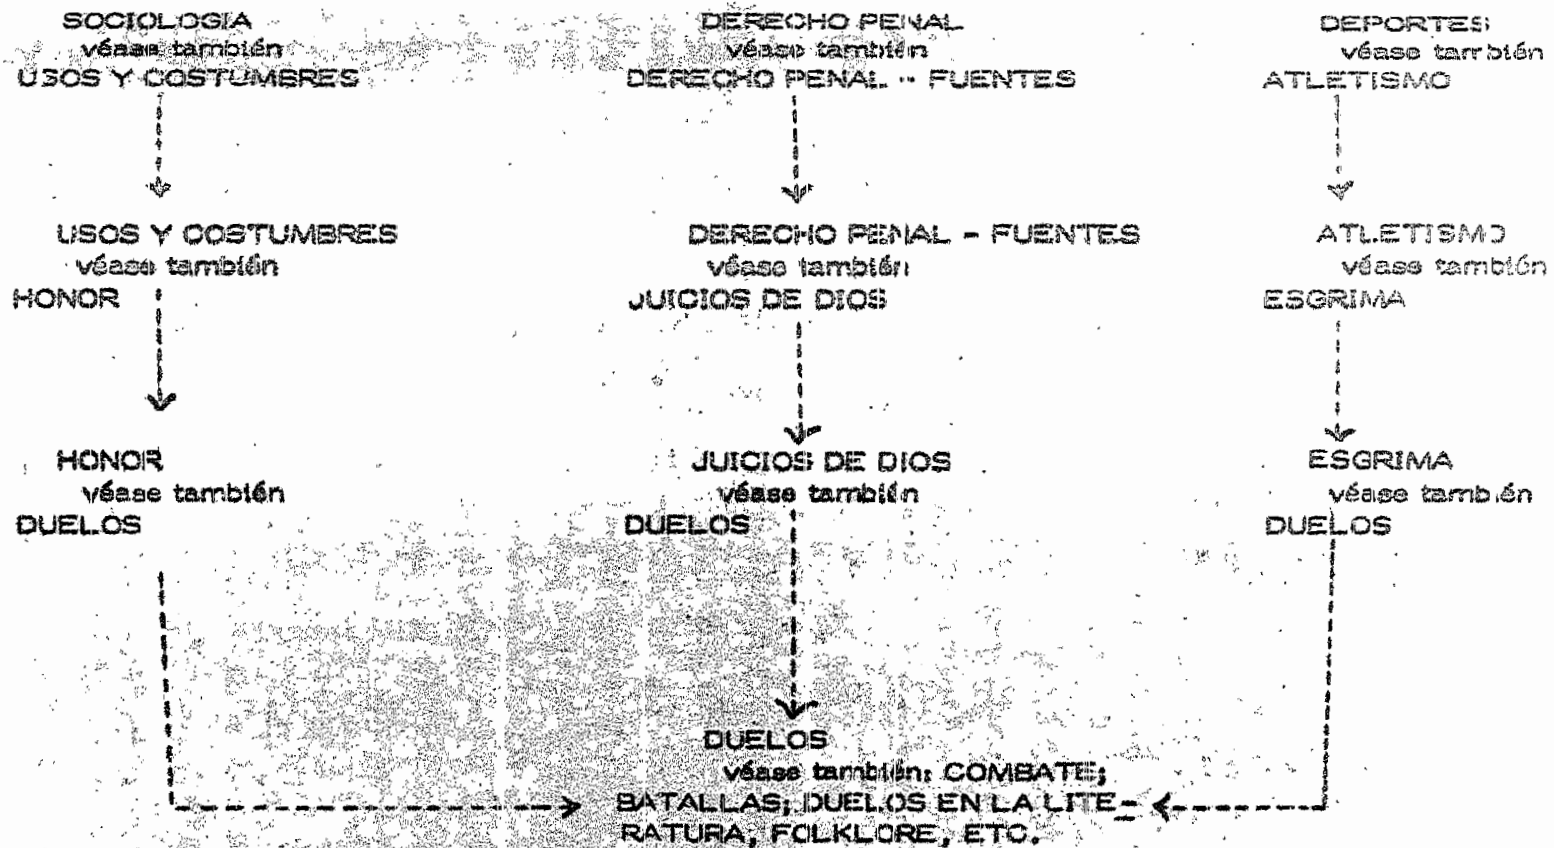 SOCIOLOGIA
véase también
USOS Y COSTUMBRES
DERECHO PENAL
véase también
DERECHO PENAL - FUENTES
DEPORTES
véase también
ATLETISMO
USOS Y COSTUMBRES
véase también
HONOR
DERECHO PENAL - FUENTES
véase también
JUICIOS DE DIOS
ATLETISMO
véase también
ESGRIMA
HONOR
véase también
DUELOS
JUICIOS DE DIOS
véase también
DUELOS
ESGRIMA
véase también
DUELOS
DUELOS
véase también: COMBATE;
BATALLAS; DUELOS EN LA LITE-
RATURA, FOLKLORE, ETC.